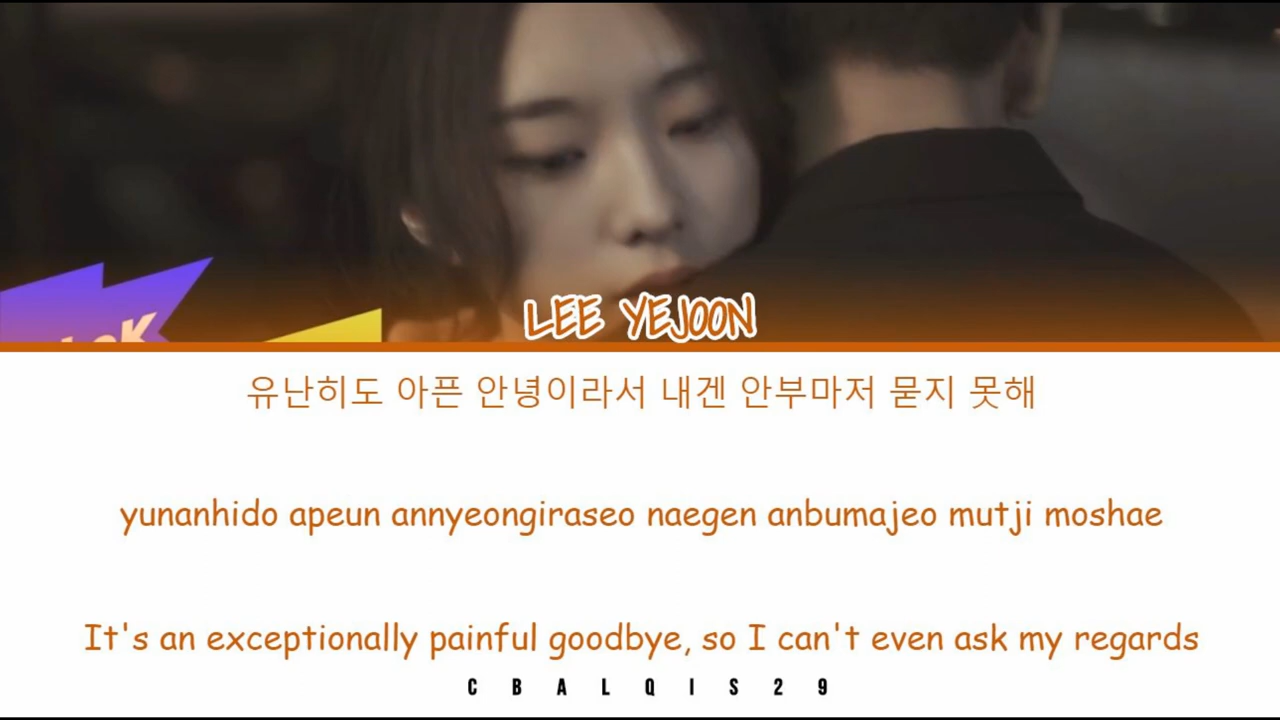 LEE YEJOON
유난히도 아픈 안녕이라서 내겐 안부마저 묻지 못해
yunanhido apeun annyeongiraseo naegen anbumajeo mutji moshae
It's an exceptionally painful goodbye, so I can't even ask my regards
CBALQIS29